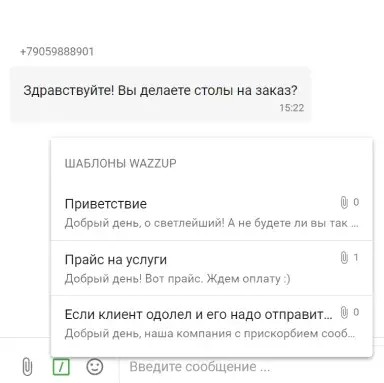 +79059888901
Здравствуйте! Вы делаете столы на заказ?
15:22
ШАБЛОНЫ WAZZUP
Приветствие 0
Добрый день, о светлейший! А не будете ли вы так ...
Прайс на услуги 1
Добрый день! Вот прайс. Ждем оплату :)
Если клиент одолел и его надо отправит... 0
Добрый день, наша компания с прискорбием сооб...
Введите сообщение ...